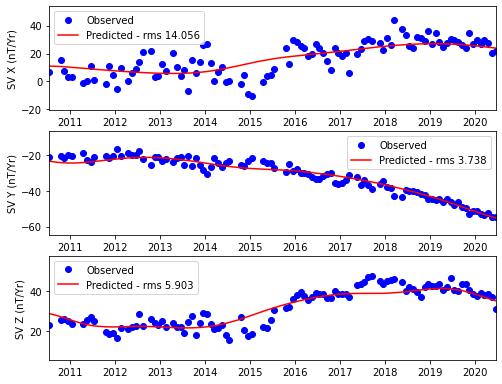 Observed
Predicted - rms 14.056
SV X (nT/Yr)
40
20
0
−20
2011 2012 2013 2014 2015 2016 2017 2018 2019 2020
Observed
Predicted - rms 3.738
SV Y (nT/Yr)
−20
−40
−60
2011 2012 2013 2014 2015 2016 2017 2018 2019 2020
Observed
Predicted - rms 5.903
SV Z (nT/Yr)
40
20
2011 2012 2013 2014 2015 2016 2017 2018 2019 2020